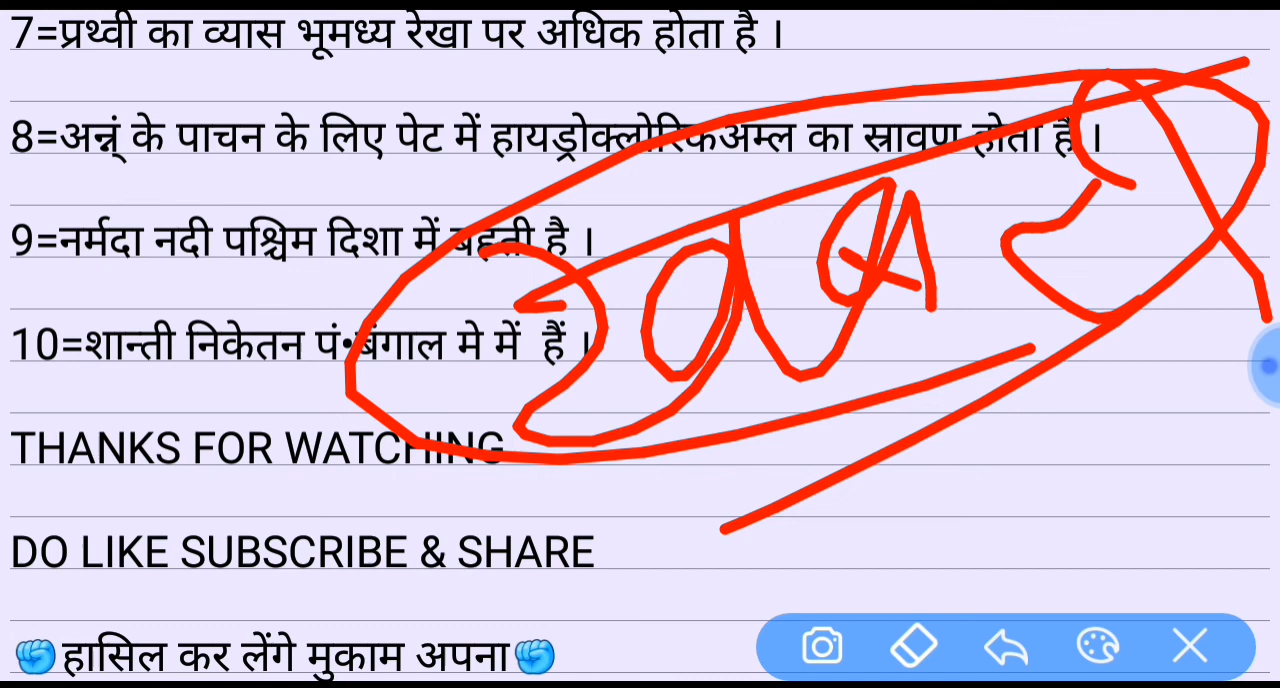 7=प्रथ्वी का व्यास भूमध्य रेखा पर अधिक होता है ।
8=अन्नं् के पाचन के लिए पेट में हायड्रोक्लोरिकअम्ल का स्रावण होता है ।
9=नर्मदा नदी पश्चिम दिशा में बहती है ।
10=शान्ती निकेतन पं•बंगाल मे में हैं ।
THANKS FOR WATCHING
DO LIKE SUBSCRIBE & SHARE
✊हासिल कर लेंगे मुकाम अपना✊